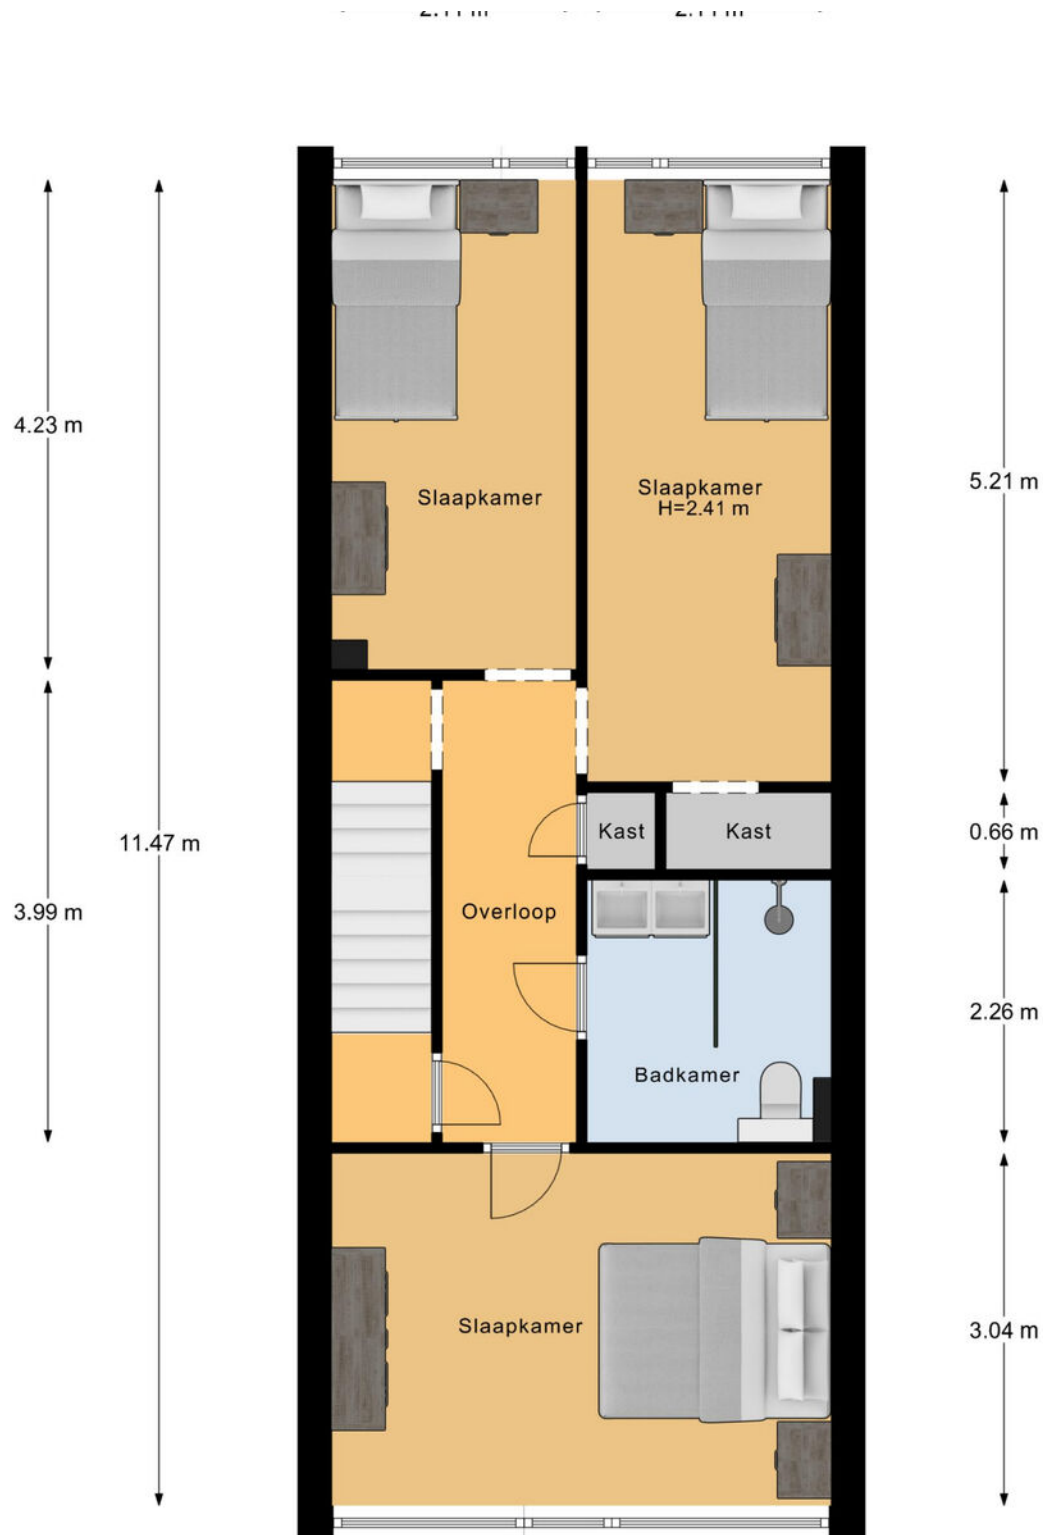 4.23 m
Slaapkamer
Slaapkamer
H=2.41 m
5.21 m
11.47 m
Kast
Kast
0.66 m
3.99 m
Overloop
2.26 m
Badkamer
Slaapkamer
3.04 m